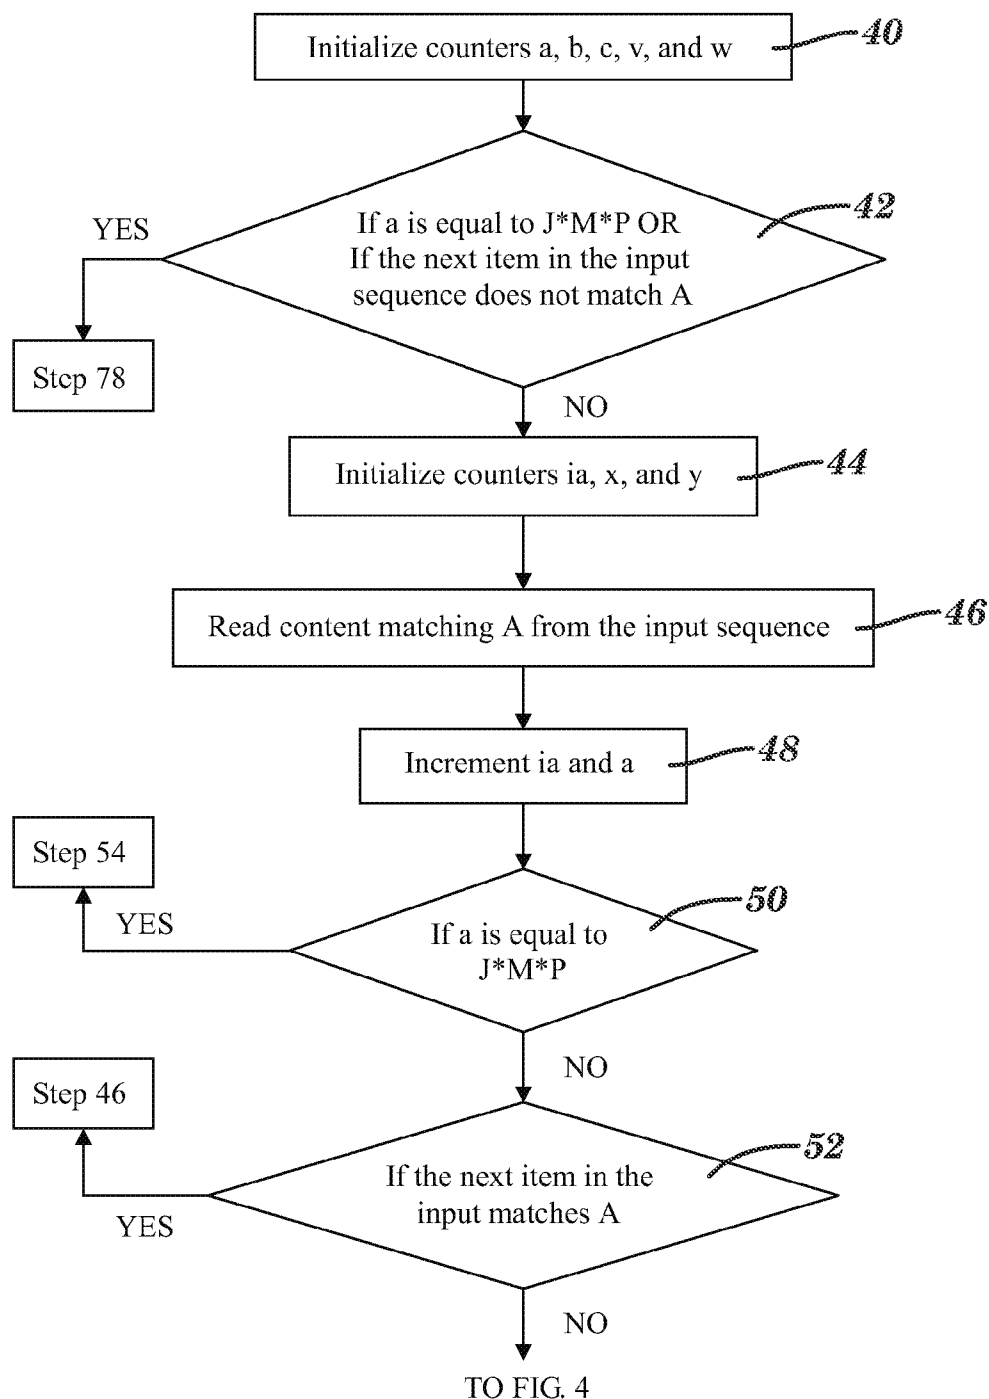 Initialize counters a, b, c, v, and w
40
If a is equal to J*M*P OR
If the next item in the input
sequence does not match A
42
YES
Step 78
NO
Initialize counters ia, x, and y
44
Read content matching A from the input sequence
46
Increment ia and a
48
Step 54
YES
If a is equal to
J*M*P
50
NO
Step 46
If the next item in the
input matches A
52
YES
NO
TO FIG. 4